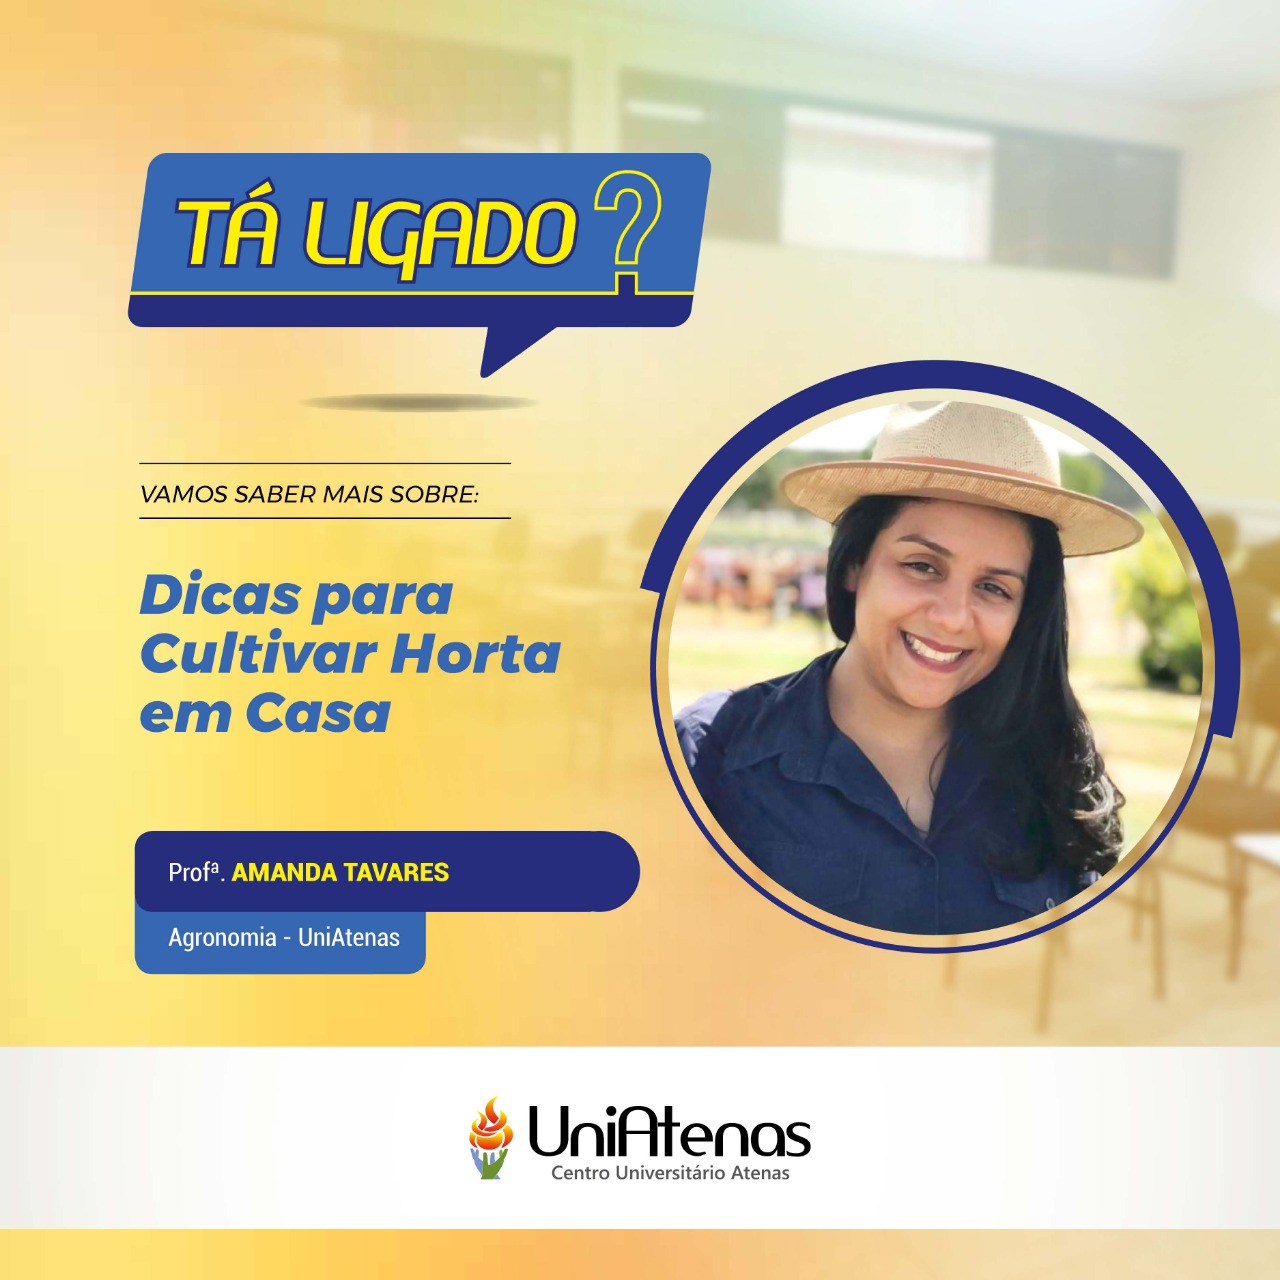 TÁ LIGADO?
VAMOS SABER MAIS SOBRE:
Dicas para
Cultivar Horta
em Casa
Profª. AMANDA TAVARES
Agronomia - UniAtenas
UniAtenas
Centro Universitário Atenas